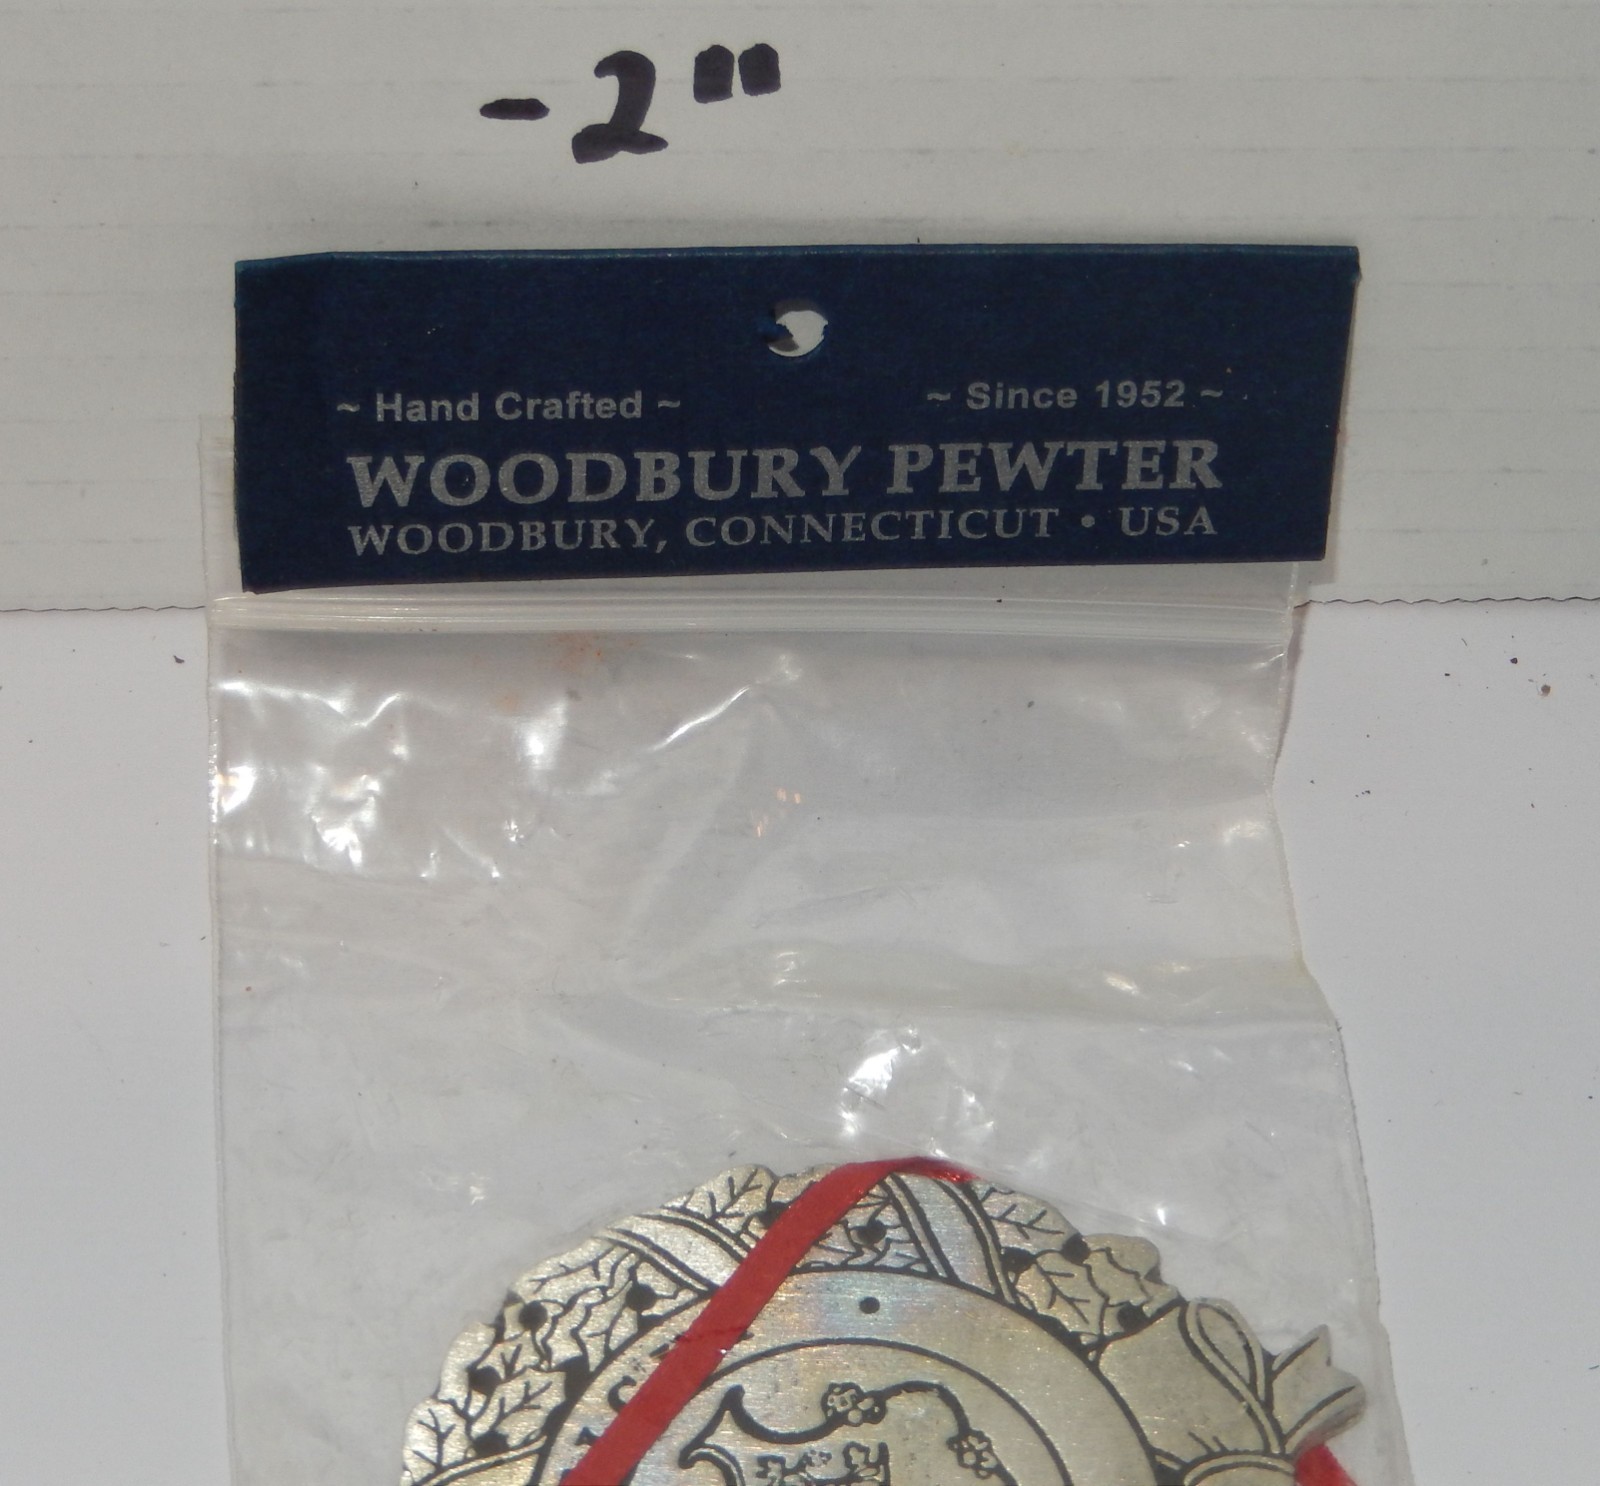 -2"
~ Hand Crafted ~ ~ Since 1952 ~
WOODBURY PEWTER
WOODBURY, CONNECTICUT • USA